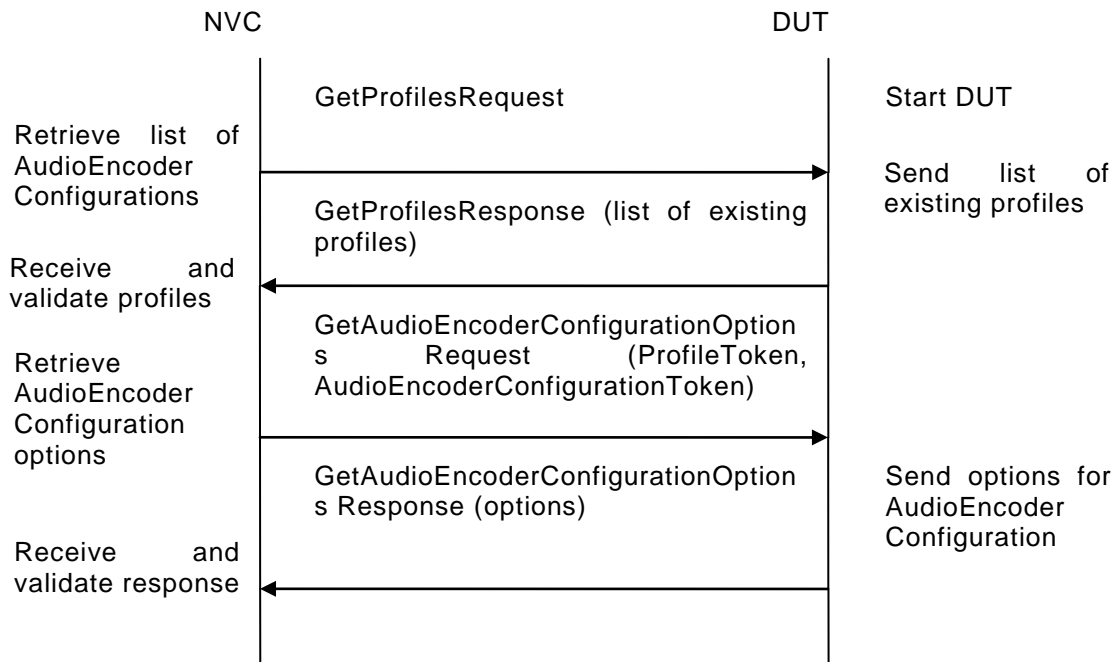 NVC
DUT
GetProfilesRequest
Start DUT
Retrieve list of
AudioEncoder
Configurations
Send list of
existing profiles
GetProfilesResponse (list of existing
profiles)
Receive and
validate profiles
GetAudioEncoderConfigurationOption
s Request (ProfileToken,
AudioEncoderConfigurationToken)
Retrieve
AudioEncoder
Configuration
options
GetAudioEncoderConfigurationOption
s Response (options)
Send options for
AudioEncoder
Configuration
Receive and
validate response